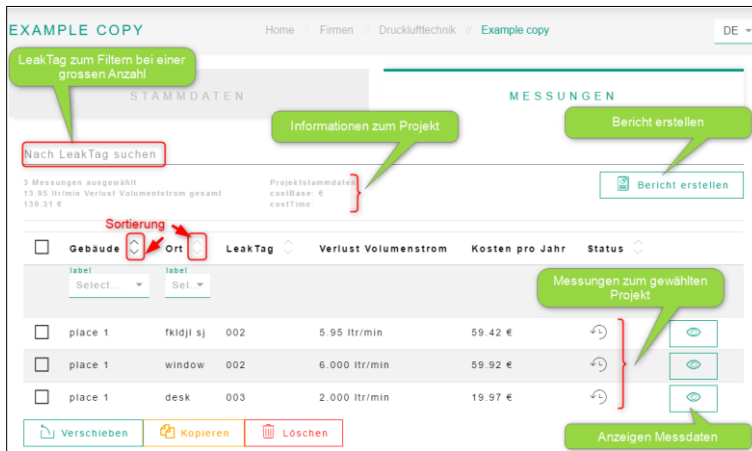 EXAMPLE COPY
Home // Firmen // Drucklufttechnik // Example copy
DE
LeakTag zum Filtern bei einer
grossen Anzahl
STAMMDATEN
MESSUNGEN
Informationen zum Projekt
Bericht erstellen
Nach LeakTag suchen
3 Messungen ausgewählt
13.95 ltr/min Verlust Volumentstrom gesamt
139.31 €
Projektstammdaten
costBase: €
costTime:
Bericht erstellen
Sortierung
Gebäude Ort LeakTag Verlust Volumenstrom Kosten pro Jahr Status
label label
Select... Sel..
Messungen zum gewählten
Projekt
place 1 fkldjl sj 002 5.95 ltr/min 59.42 €
place 1 window 002 6.000 ltr/min 59.92 €
place 1 desk 003 2.000 ltr/min 19.97 €
Verschieben Kopieren Löschen
Anzeigen Messdaten